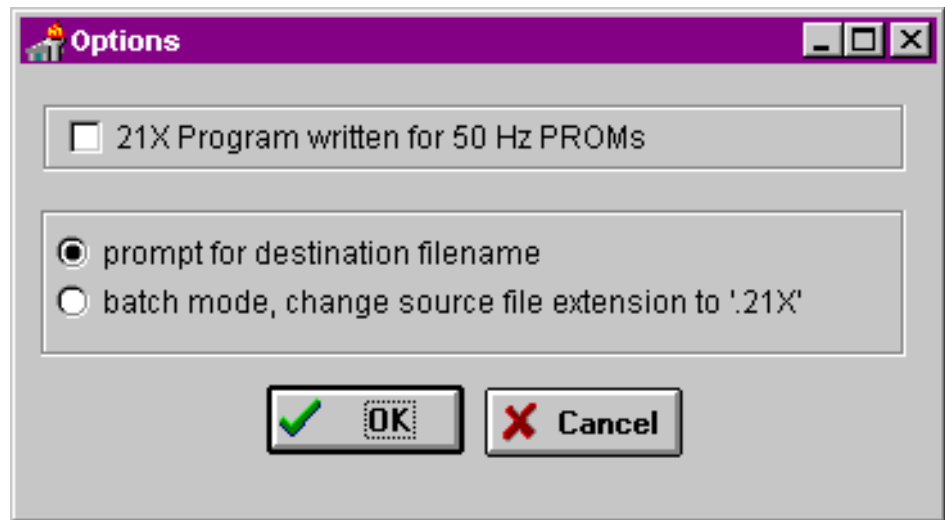 Options
21X Program written for 50 Hz PROMs
prompt for destination filename
batch mode, change source file extension to '.21X'
OK
Cancel